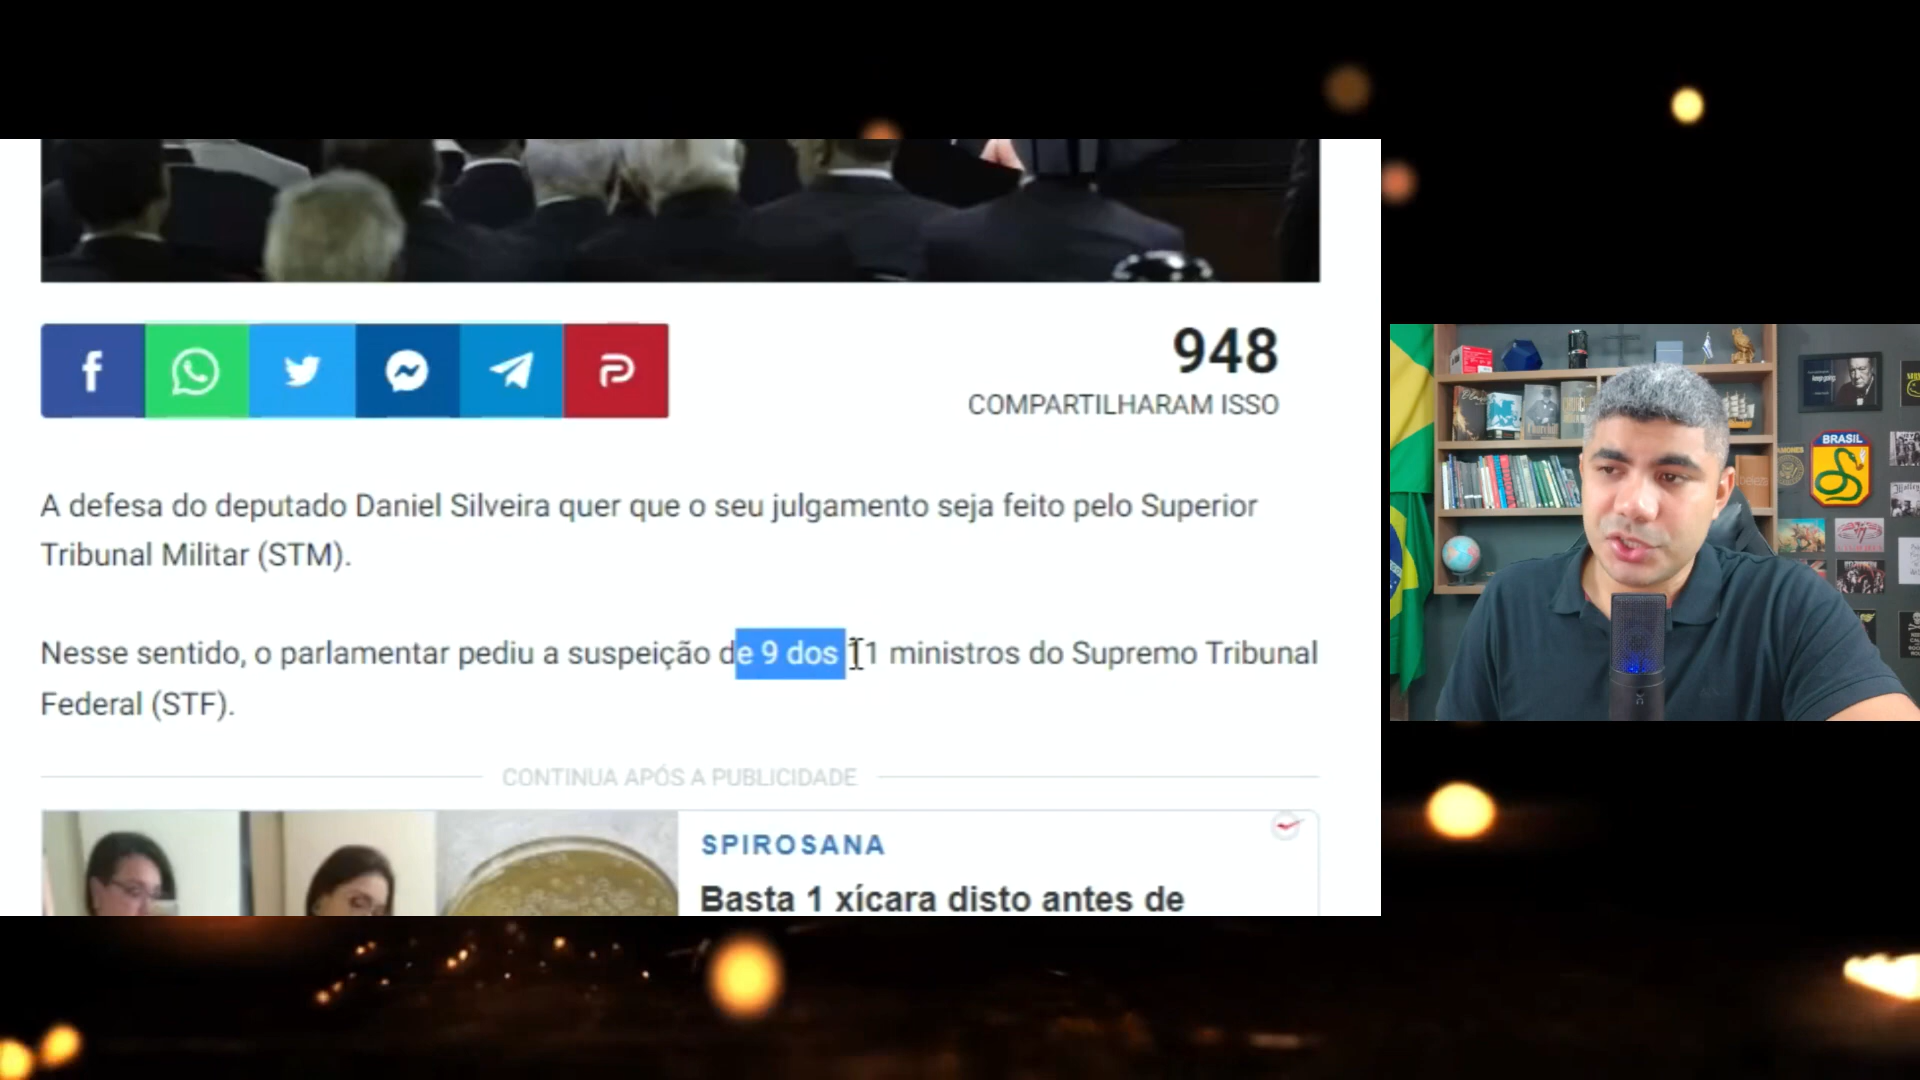 948
COMPARTILHARAM ISSO
A defesa do deputado Daniel Silveira quer que o seu julgamento seja feito pelo Superior
Tribunal Militar (STM).
Nesse sentido, o parlamentar pediu a suspeição de 9 dos 11 ministros do Supremo Tribunal
Federal (STF).
CONTINUA APÓS A PUBLICIDADE
SPIROSANA
Basta 1 xícara disto antes de
keep going
BRASIL